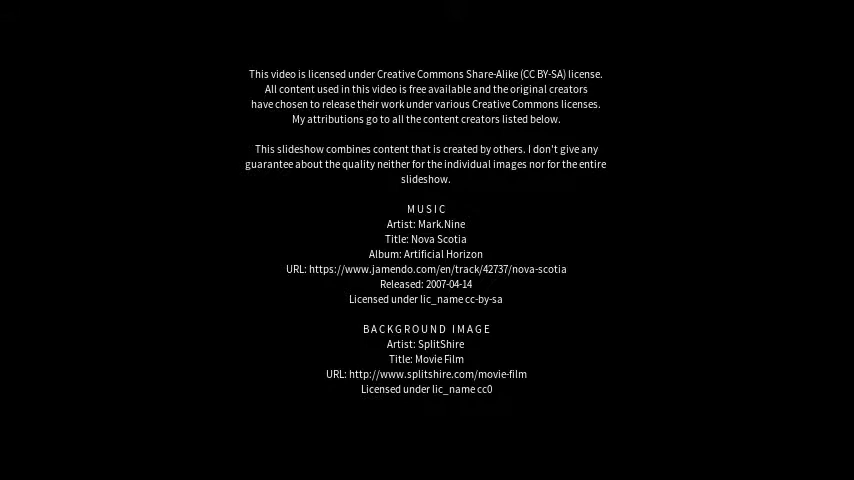 This video is licensed under Creative Commons Share-Alike (CC BY-SA) license.
All content used in this video is free available and the original creators
have chosen to release their work under various Creative Commons licenses.
My attributions go to all the content creators listed below.
This slideshow combines content that is created by others. I don't give any
guarantee about the quality neither for the individual images nor for the entire
slideshow.
MUSIC
Artist: Mark.Nine
Title: Nova Scotia
Album: Artificial Horizon
URL: https://www.jamendo.com/en/track/42737/nova-scotia
Released: 2007-04-14
Licensed under lic_name cc-by-sa
BACKGROUND IMAGE
Artist: SplitShire
Title: Movie Film
URL: http://www.splitshire.com/movie-film
Licensed under lic_name cc0